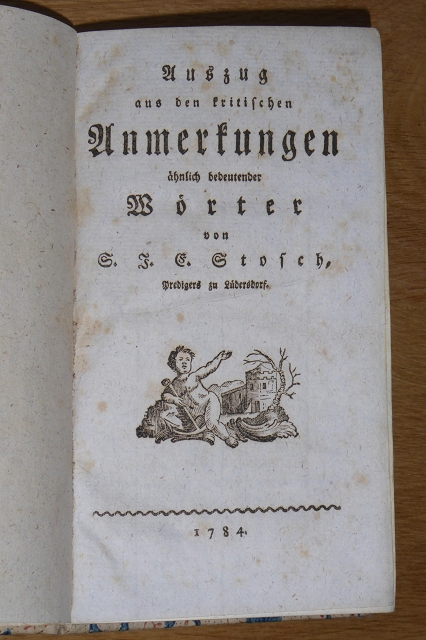 Auszug
aus den kritiſchen
Anmerkungen
ähnlich bedeutender
Wörter
von
S. J. E. Stoſch,
Predigers zu Lüdersdorf.
1784.